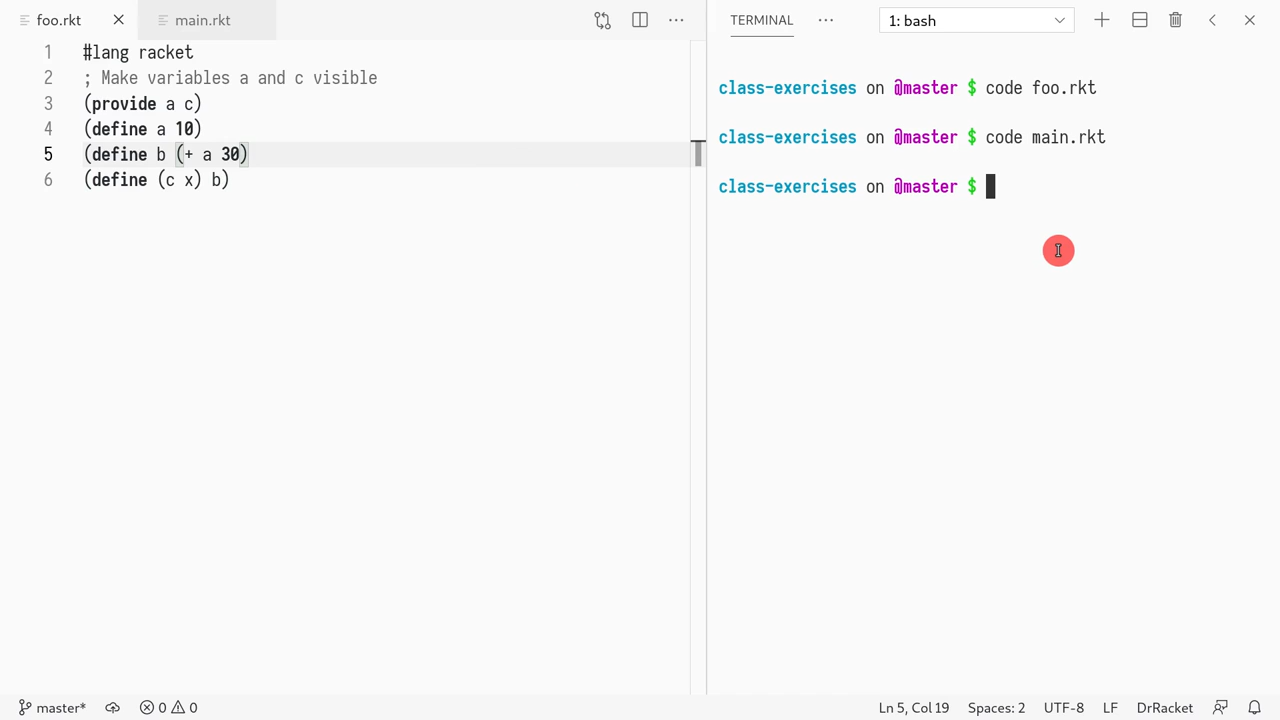 foo.rkt
main.rkt
1 #lang racket
2 ; Make variables a and c visible
3 (provide a c)
4 (define a 10)
5 (define b (+ a 30)
6 (define (c x) b)
TERMINAL
1: bash
class-exercises on @master $ code foo.rkt
class-exercises on @master $ code main.rkt
class-exercises on @master $
master* 0 0 Ln 5, Col 19 Spaces: 2 UTF-8 LF DrRacket